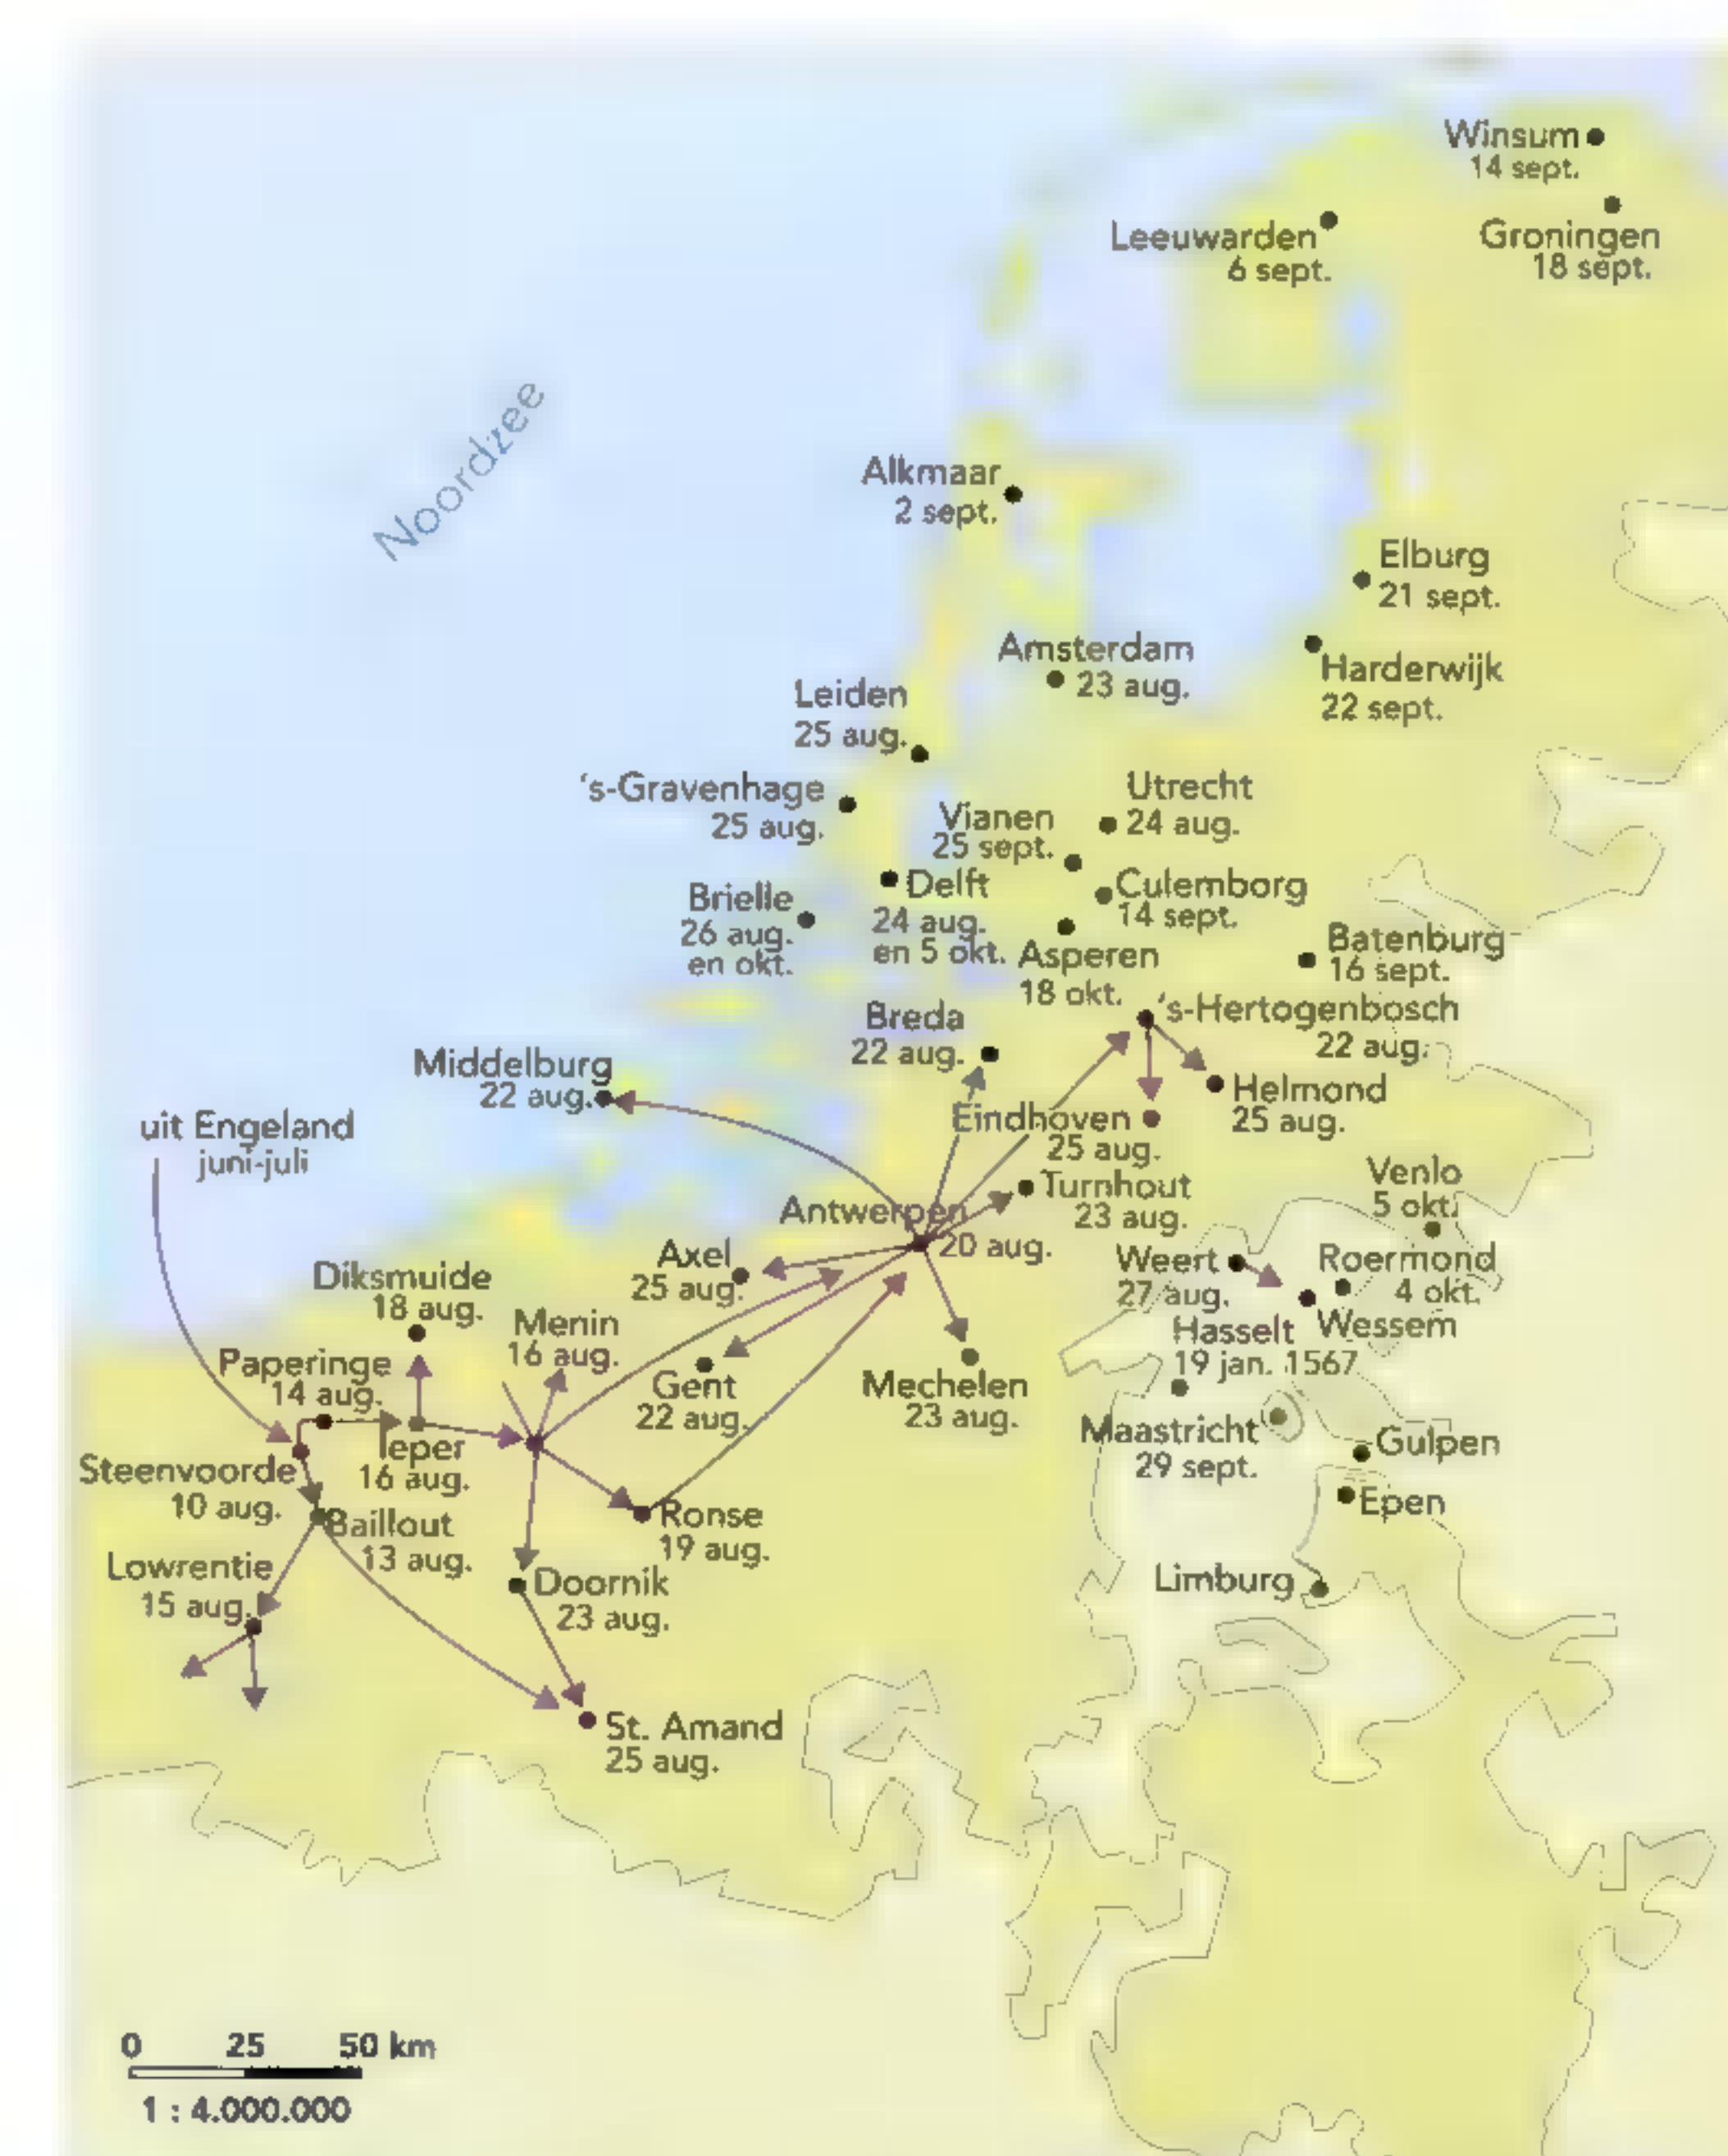 Winsum
14 sept.
Leeuwarden
6 sept.
Groningen
18 sept.
Noordzee
Alkmaar
2 sept.
Elburg
21 sept.
Amsterdam
23 aug.
Harderwijk
22 sept.
Leiden
25 aug.
's-Gravenhage
25 aug.
Utrecht
24 aug.
Vianen
25 sept.
Delft
24 aug.
en 5 okt.
Culemborg
14 sept.
Brielle
26 aug.
en okt.
Asperen
18 okt.
Batenburg
16 sept.
's-Hertogenbosch
22 aug.
Breda
22 aug.
Middelburg
22 aug.
Helmond
25 aug.
Eindhoven
25 aug.
uit Engeland
juni-juli
Venlo
5 okt.
Turnhout
23 aug.
Antwerpen
20 aug.
Axel
25 aug.
Weert
27 aug.
Roermond
4 okt.
Wessem
Diksmuide
18 aug.
Menin
16 aug.
Hasselt
19 jan. 1567
Paperinge
14 aug.
Gent
22 aug.
Mechelen
23 aug.
Maastricht
29 sept.
Gulpen
Ieper
16 aug.
Steenvoorde
10 aug.
Epen
Baillout
13 aug.
Ronse
19 aug.
Lowrentie
15 aug.
Doornik
23 aug.
Limburg
St. Amand
25 aug.
0 25 50 km
1 : 4.000.000